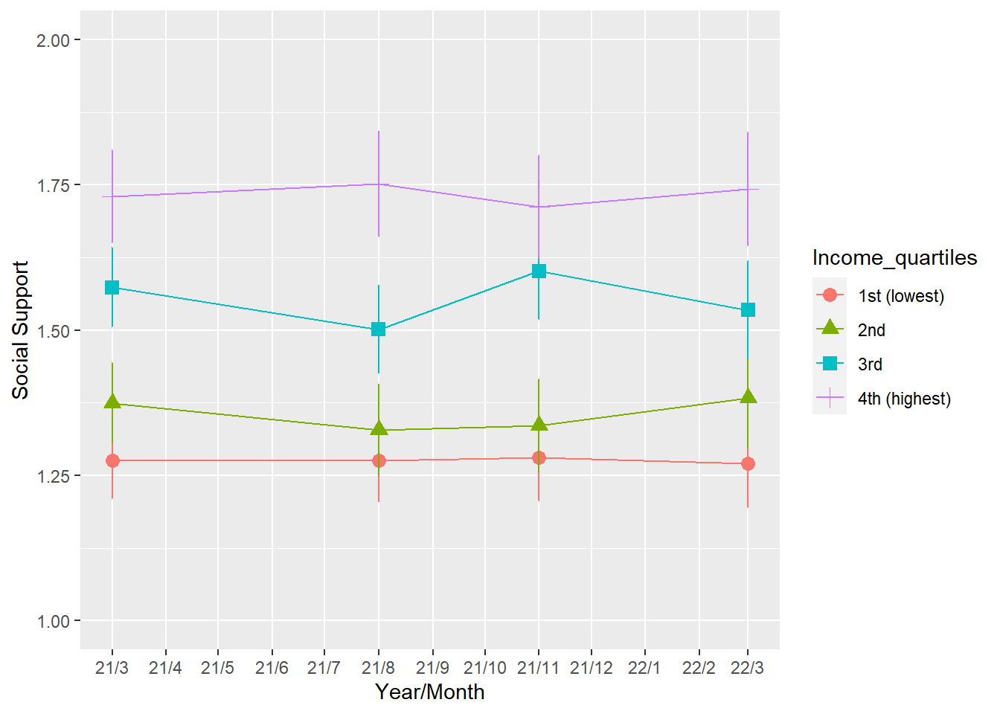 2.00
1.75
1.50
1.25
1.00
Social Support
21/3 21/4 21/5 21/6 21/7 21/8 21/9 21/10 21/11 21/12 22/1 22/2 22/3
Year/Month
Income_quartiles
1st (lowest)
2nd
3rd
4th (highest)